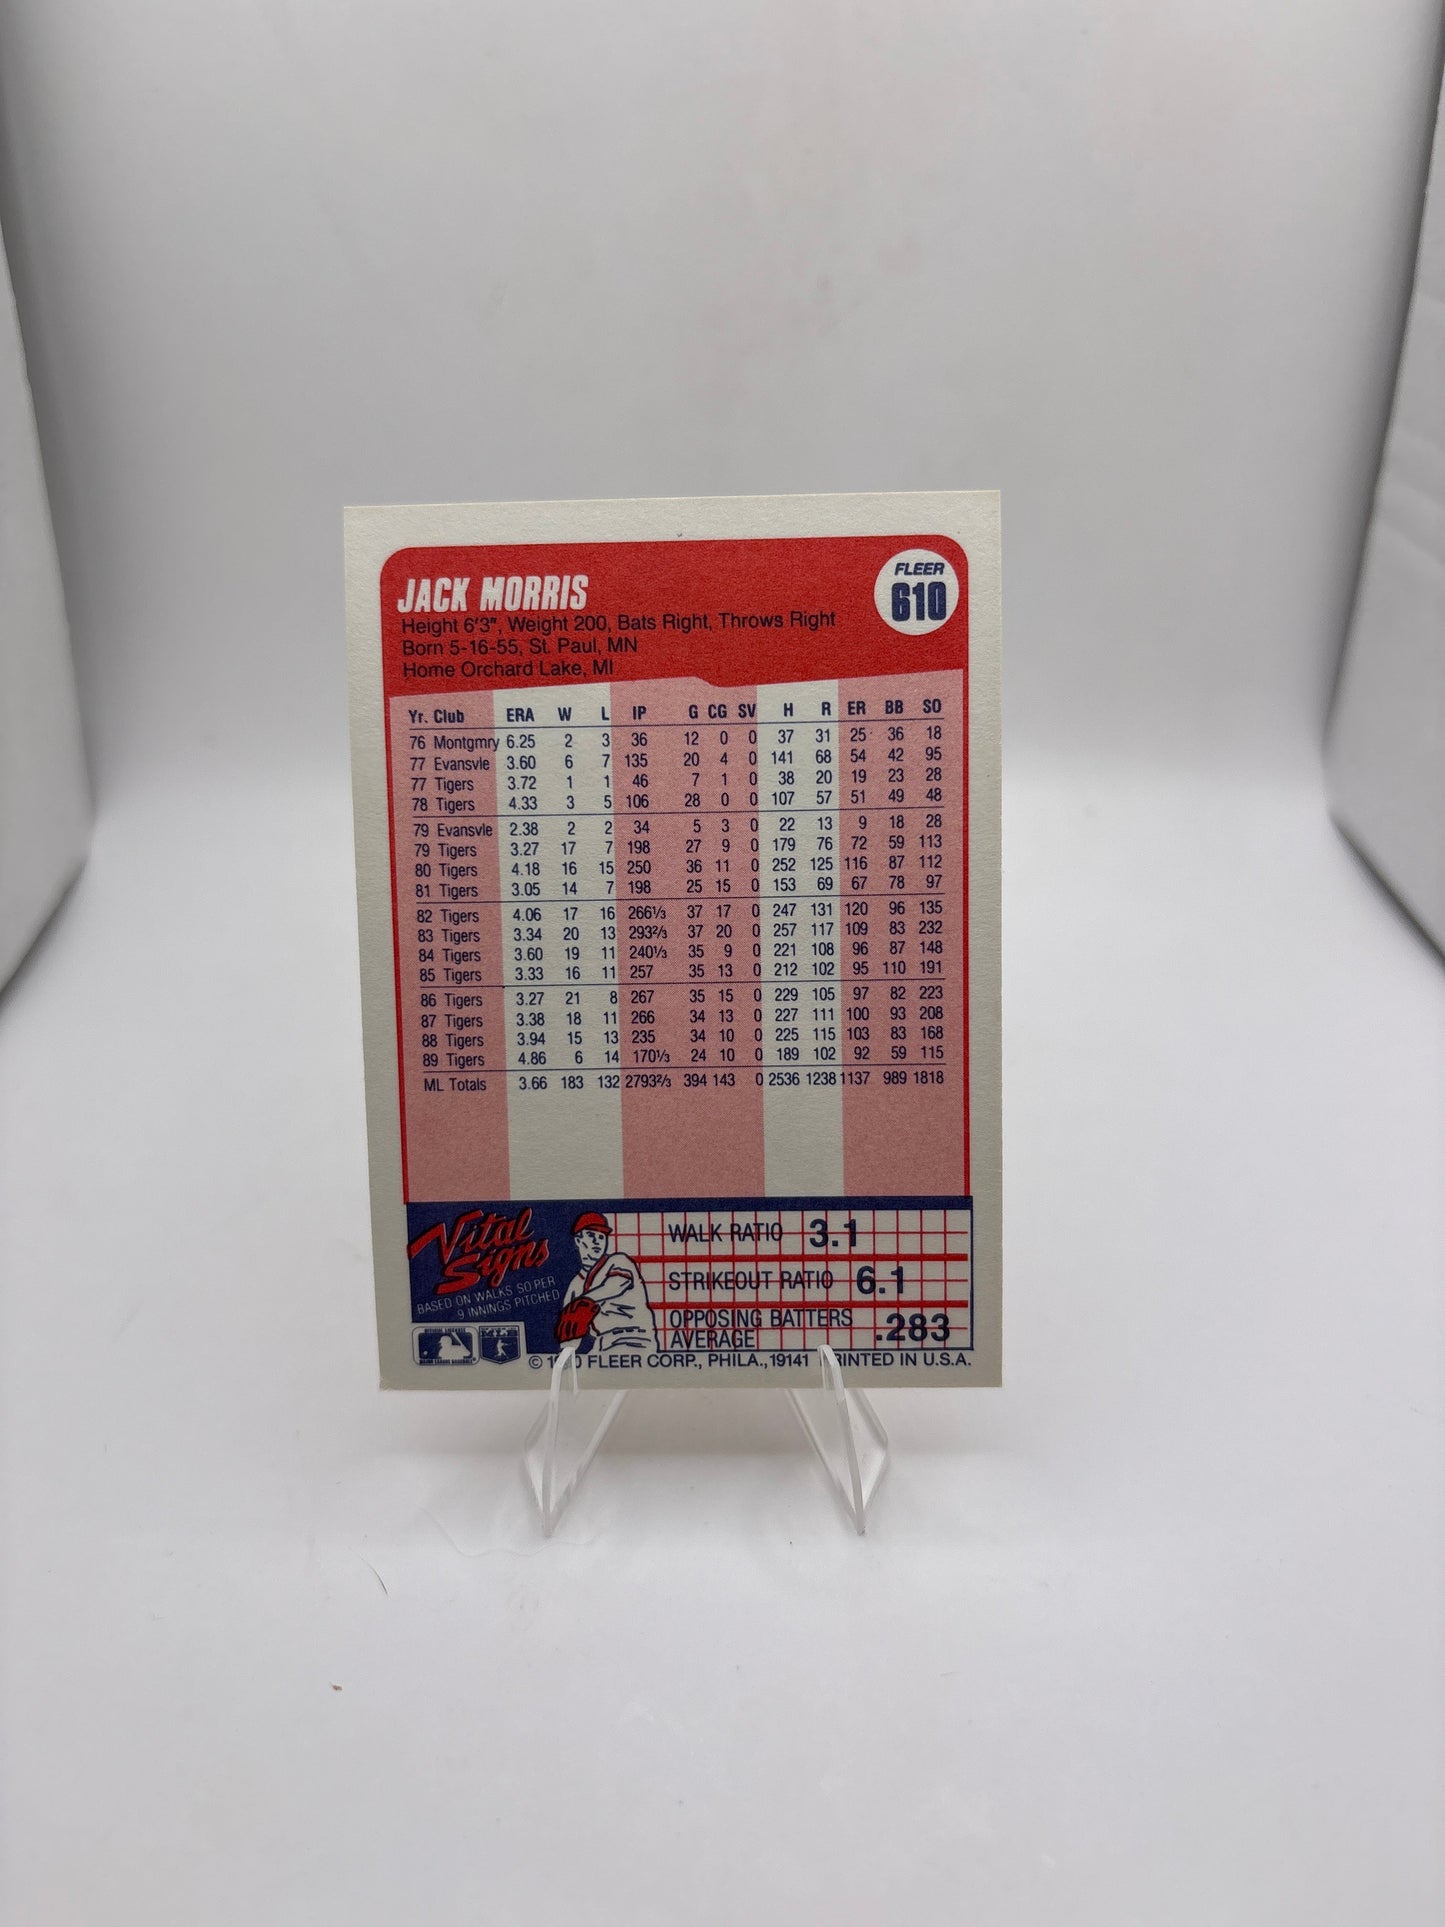 JACK MORRIS
FLEER
610
Height 6'3", Weight 200, Bats Right, Throws Right
Born 5-16-55, St. Paul, MN
Home Orchard Lake, MI
Yr. Club ERA W L IP G CG SV H R ER BB SO
76 Montgmry 6.25 2 3 36 12 0 0 37 31 25 36 18
77 Evansvle 3.60 6 7 135 20 4 0 141 68 54 42 95
77 Tigers 3.72 1 1 46 7 1 0 38 20 19 23 28
78 Tigers 4.33 3 5 106 28 0 0 107 57 51 49 48
79 Evansvle 2.38 2 2 34 5 3 0 22 13 9 18 28
79 Tigers 3.27 17 7 198 27 9 0 179 76 72 59 113
80 Tigers 4.18 16 15 250 36 11 0 252 125 116 87 112
81 Tigers 3.05 14 7 198 25 15 0 153 69 67 78 97
82 Tigers 4.06 17 16 266⅓ 37 17 0 247 131 120 96 135
83 Tigers 3.34 20 13 293⅔ 37 20 0 257 117 109 83 232
84 Tigers 3.60 19 11 240⅓ 35 9 0 221 108 96 87 148
85 Tigers 3.33 16 11 257 35 13 0 212 102 95 110 191
86 Tigers 3.27 21 8 267 35 15 0 229 105 97 82 223
87 Tigers 3.38 18 11 266 34 13 0 227 111 100 93 208
88 Tigers 3.94 15 13 235 34 10 0 225 115 103 83 168
89 Tigers 4.86 6 14 170⅓ 24 10 0 189 102 92 59 115
ML Totals 3.66 183 132 2793⅔ 394 143 0 2536 1238 1137 989 1818
Vital
Signs
BASED ON WALKS SO PER
9 INNINGS PITCHED
WALK RATIO 3.1
STRIKEOUT RATIO 6.1
OPPOSING BATTERS
AVERAGE .283
© FLEER CORP., PHILA., 19141 PRINTED IN U.S.A.